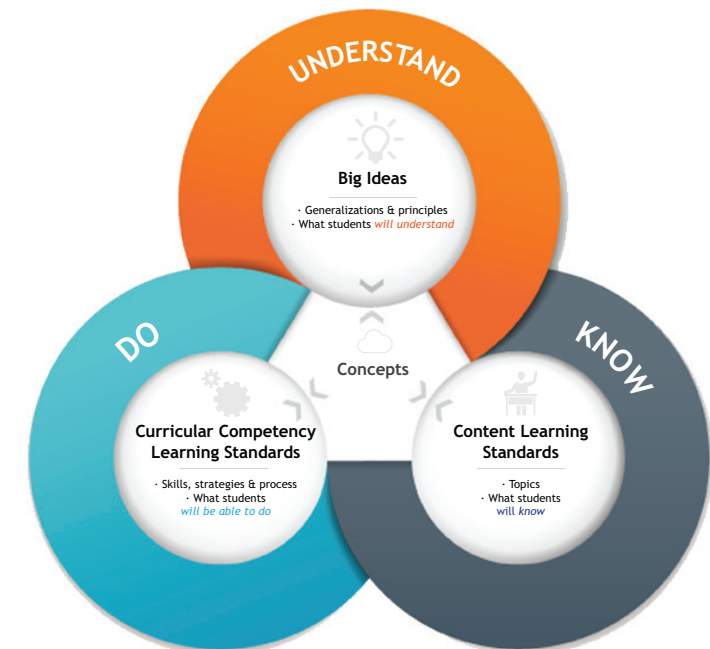 UNDERSTAND
Big Ideas
· Generalizations & principles
· What students will understand
DO
KNOW
Concepts
Curricular Competency
Learning Standards
· Skills, strategies & process
· What students
will be able to do
Content Learning
Standards
· Topics
· What students
will know